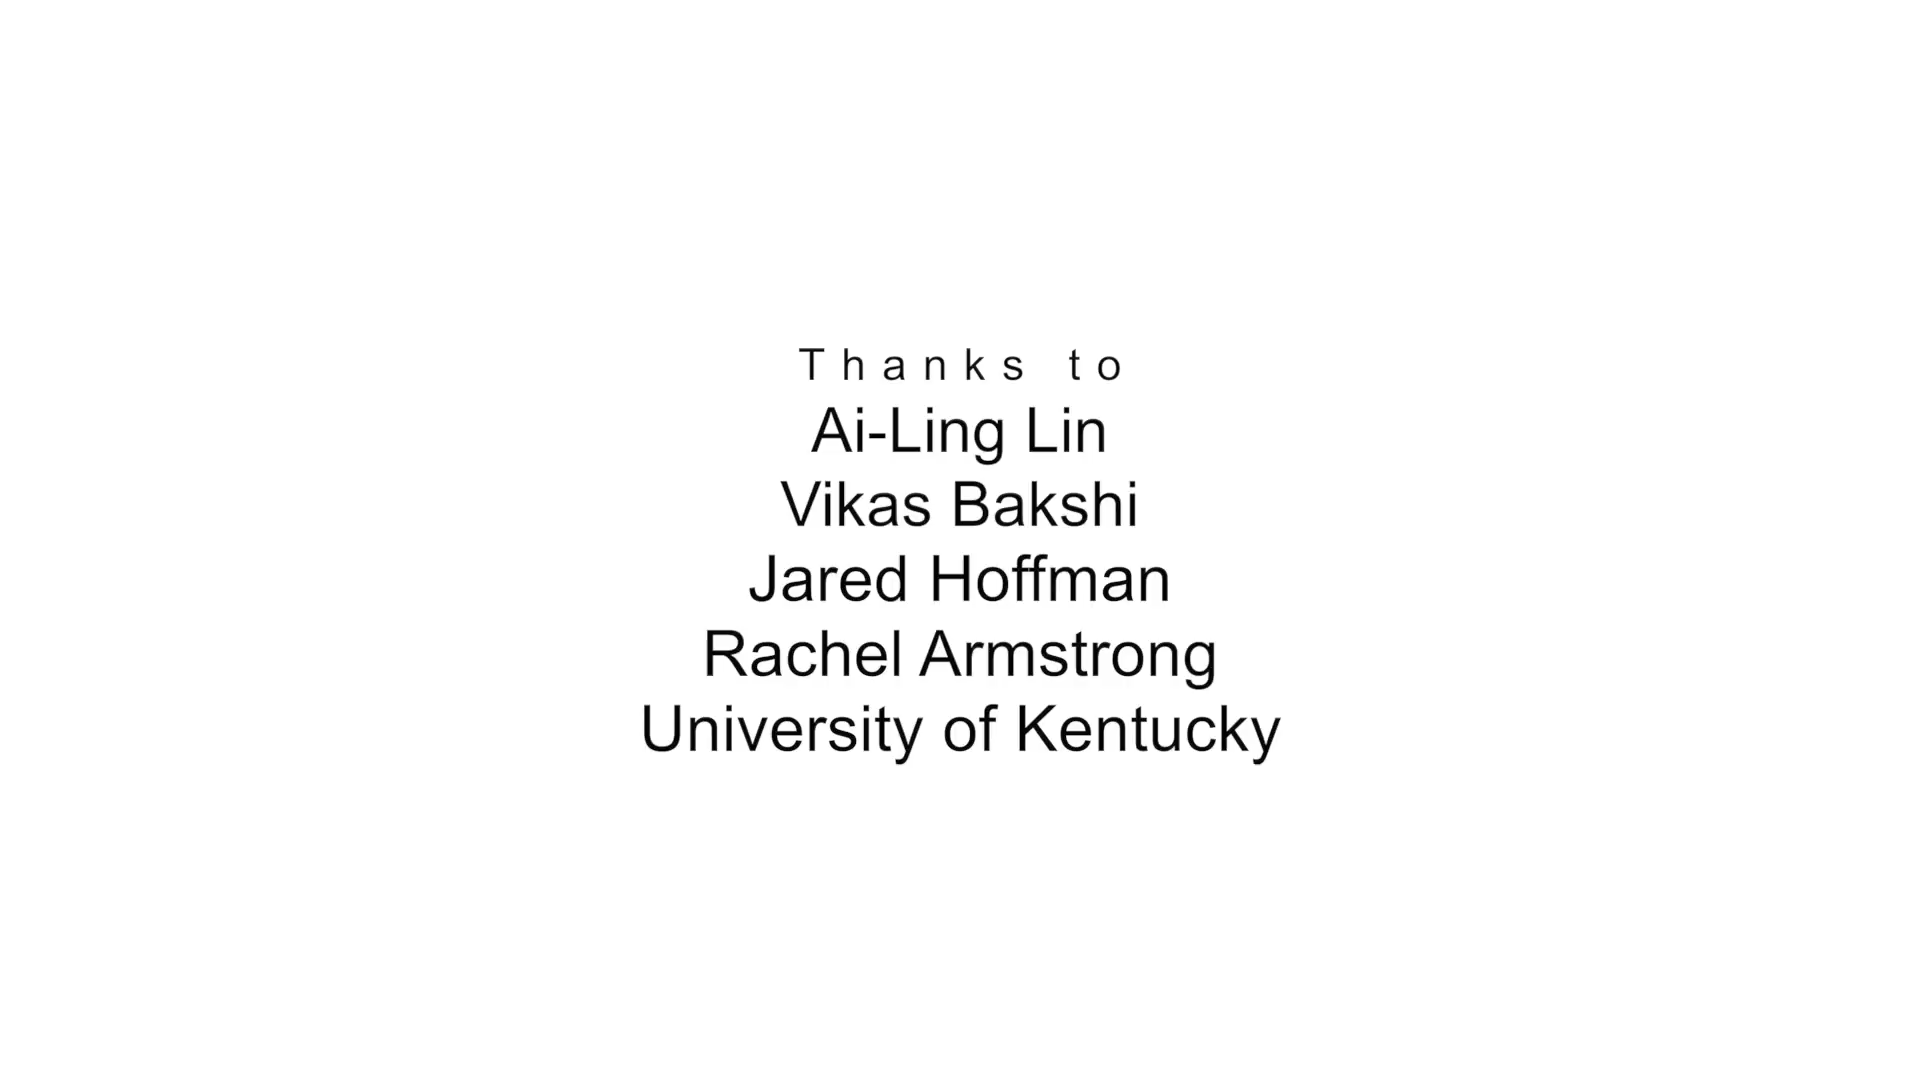 Thanks to
Ai-Ling Lin
Vikas Bakshi
Jared Hoffman
Rachel Armstrong
University of Kentucky